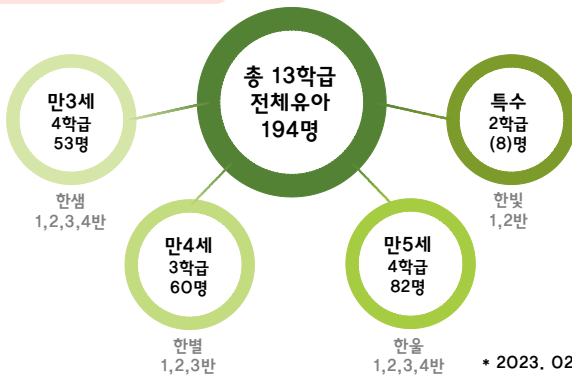 총 13학급
전체유아
194명
만3세
4학급
53명
한샘
1,2,3,4반
특수
2학급
(8)명
한빛
1,2반
만4세
3학급
60명
한별
1,2,3반
만5세
4학급
82명
한울
1,2,3,4반
* 2023. 02